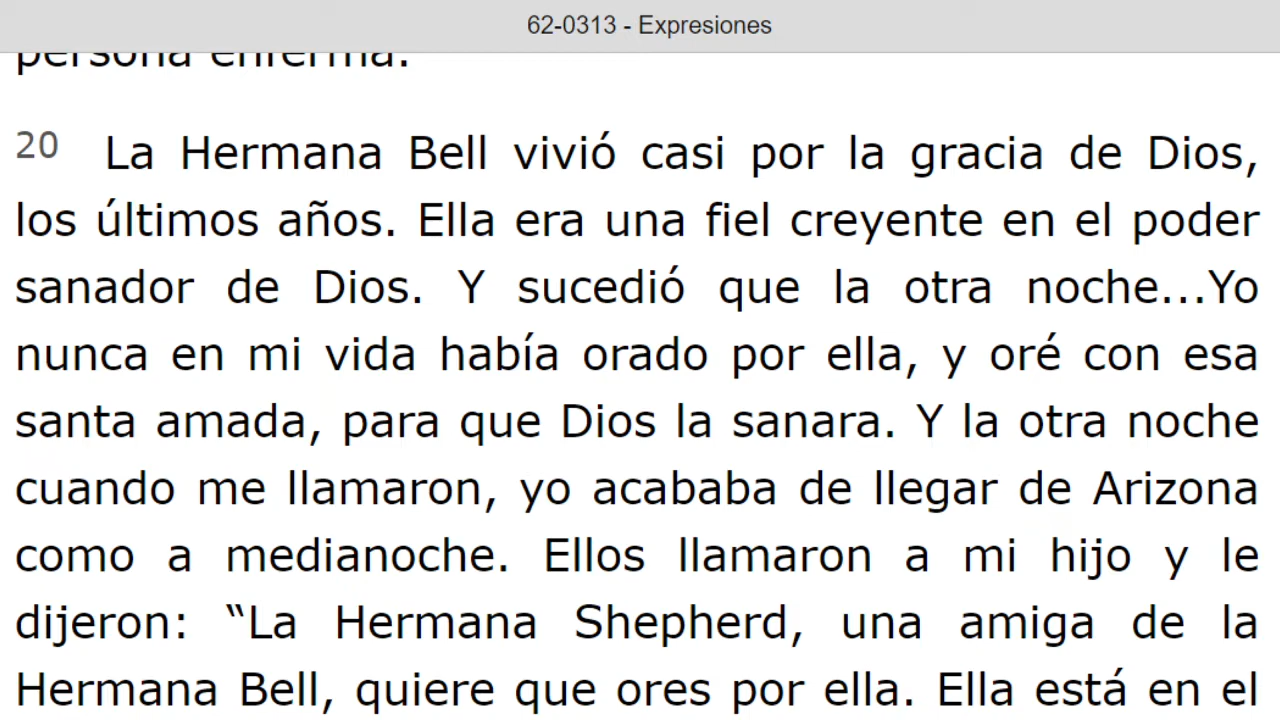 62-0313 - Expresiones
persona enferma.
20 La Hermana Bell vivió casi por la gracia de Dios,
los últimos años. Ella era una fiel creyente en el poder
sanador de Dios. Y sucedió que la otra noche...Yo
nunca en mi vida había orado por ella, y oré con esa
santa amada, para que Dios la sanara. Y la otra noche
cuando me llamaron, yo acababa de llegar de Arizona
como a medianoche. Ellos llamaron a mi hijo y le
dijeron: “La Hermana Shepherd, una amiga de la
Hermana Bell, quiere que ores por ella. Ella está en el